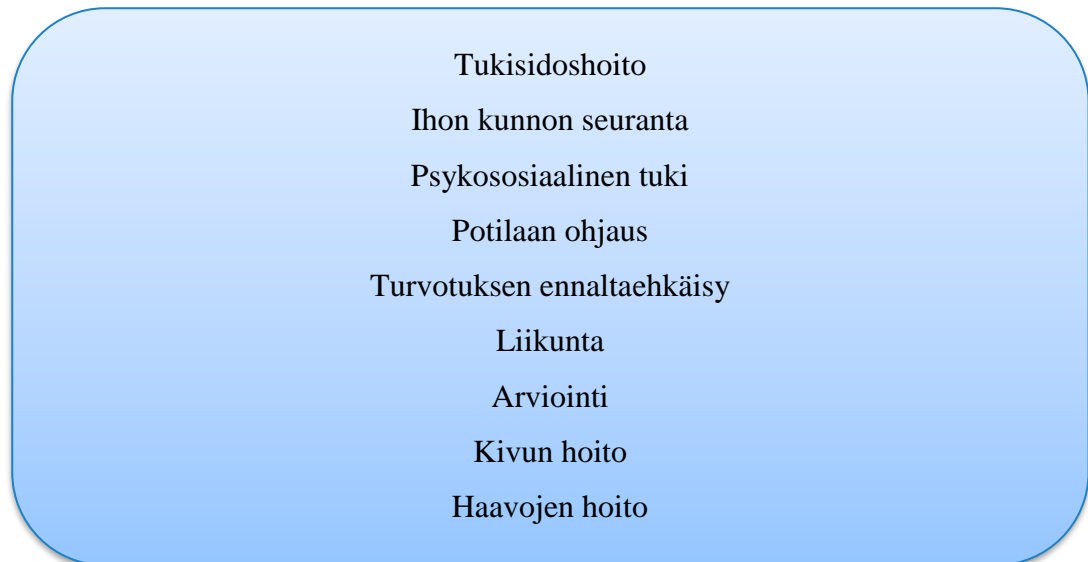 Tukisidoshoito
Ihon kunnon seuranta
Psykososiaalinen tuki
Potilaan ohjaus
Turvotuksen ennaltaehkäisy
Liikunta
Arviointi
Kivun hoito
Haavojen hoito